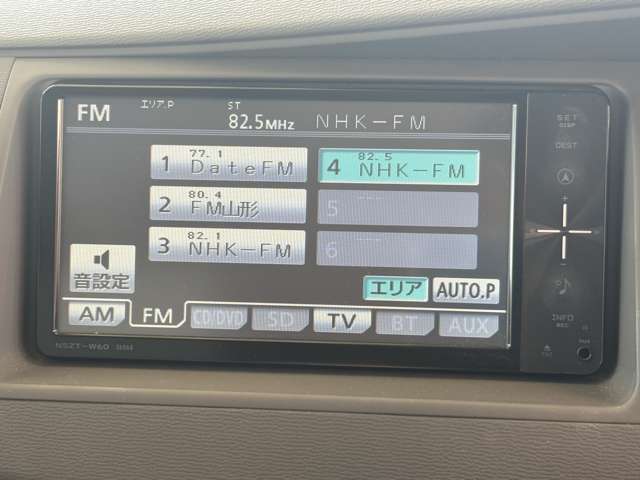 FM エリア.P ST 82.5MHz NHK-FM
SET
DISP
DEST
1 77.1 DateFM
4 82.5 NHK-FM
2 80.4 FM山形
5
3 82.1 NHK-FM
6
音設定
エリア AUTO.P
AM FM CD/DVD SD TV BT AUX
INFO
REC
NSZT-W60